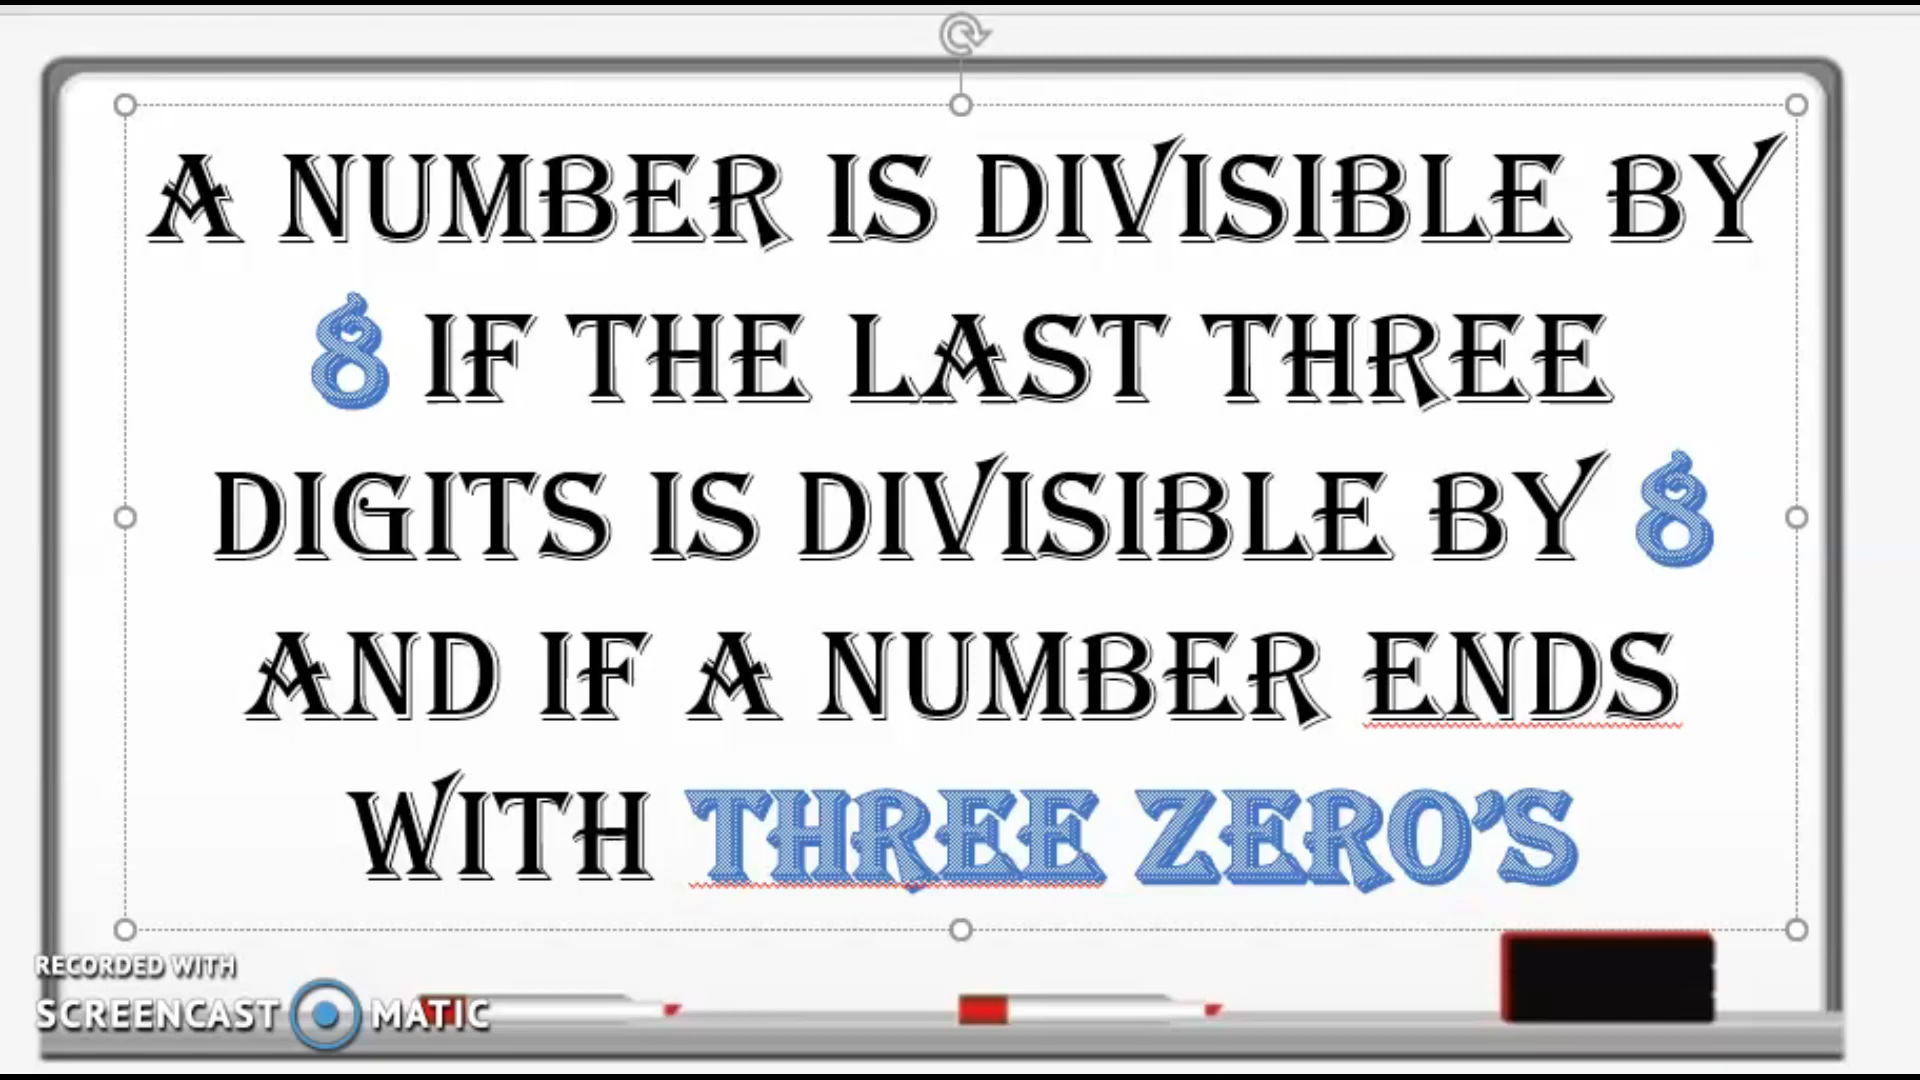 A NUMBER IS DIVISIBLE BY
8 IF THE LAST THREE
DIGITS IS DIVISIBLE BY 8
AND IF A NUMBER ENDS
WITH THREE ZERO'S
RECORDED WITH
SCREENCAST MATIC